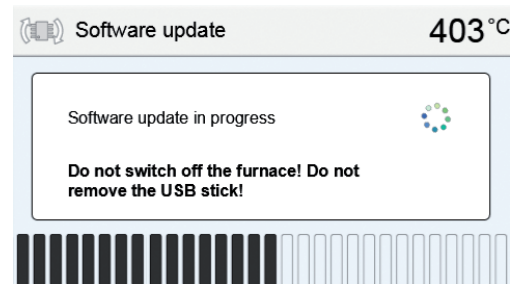 Software update 403°C
Software update in progress
Do not switch off the furnace! Do not
remove the USB stick!